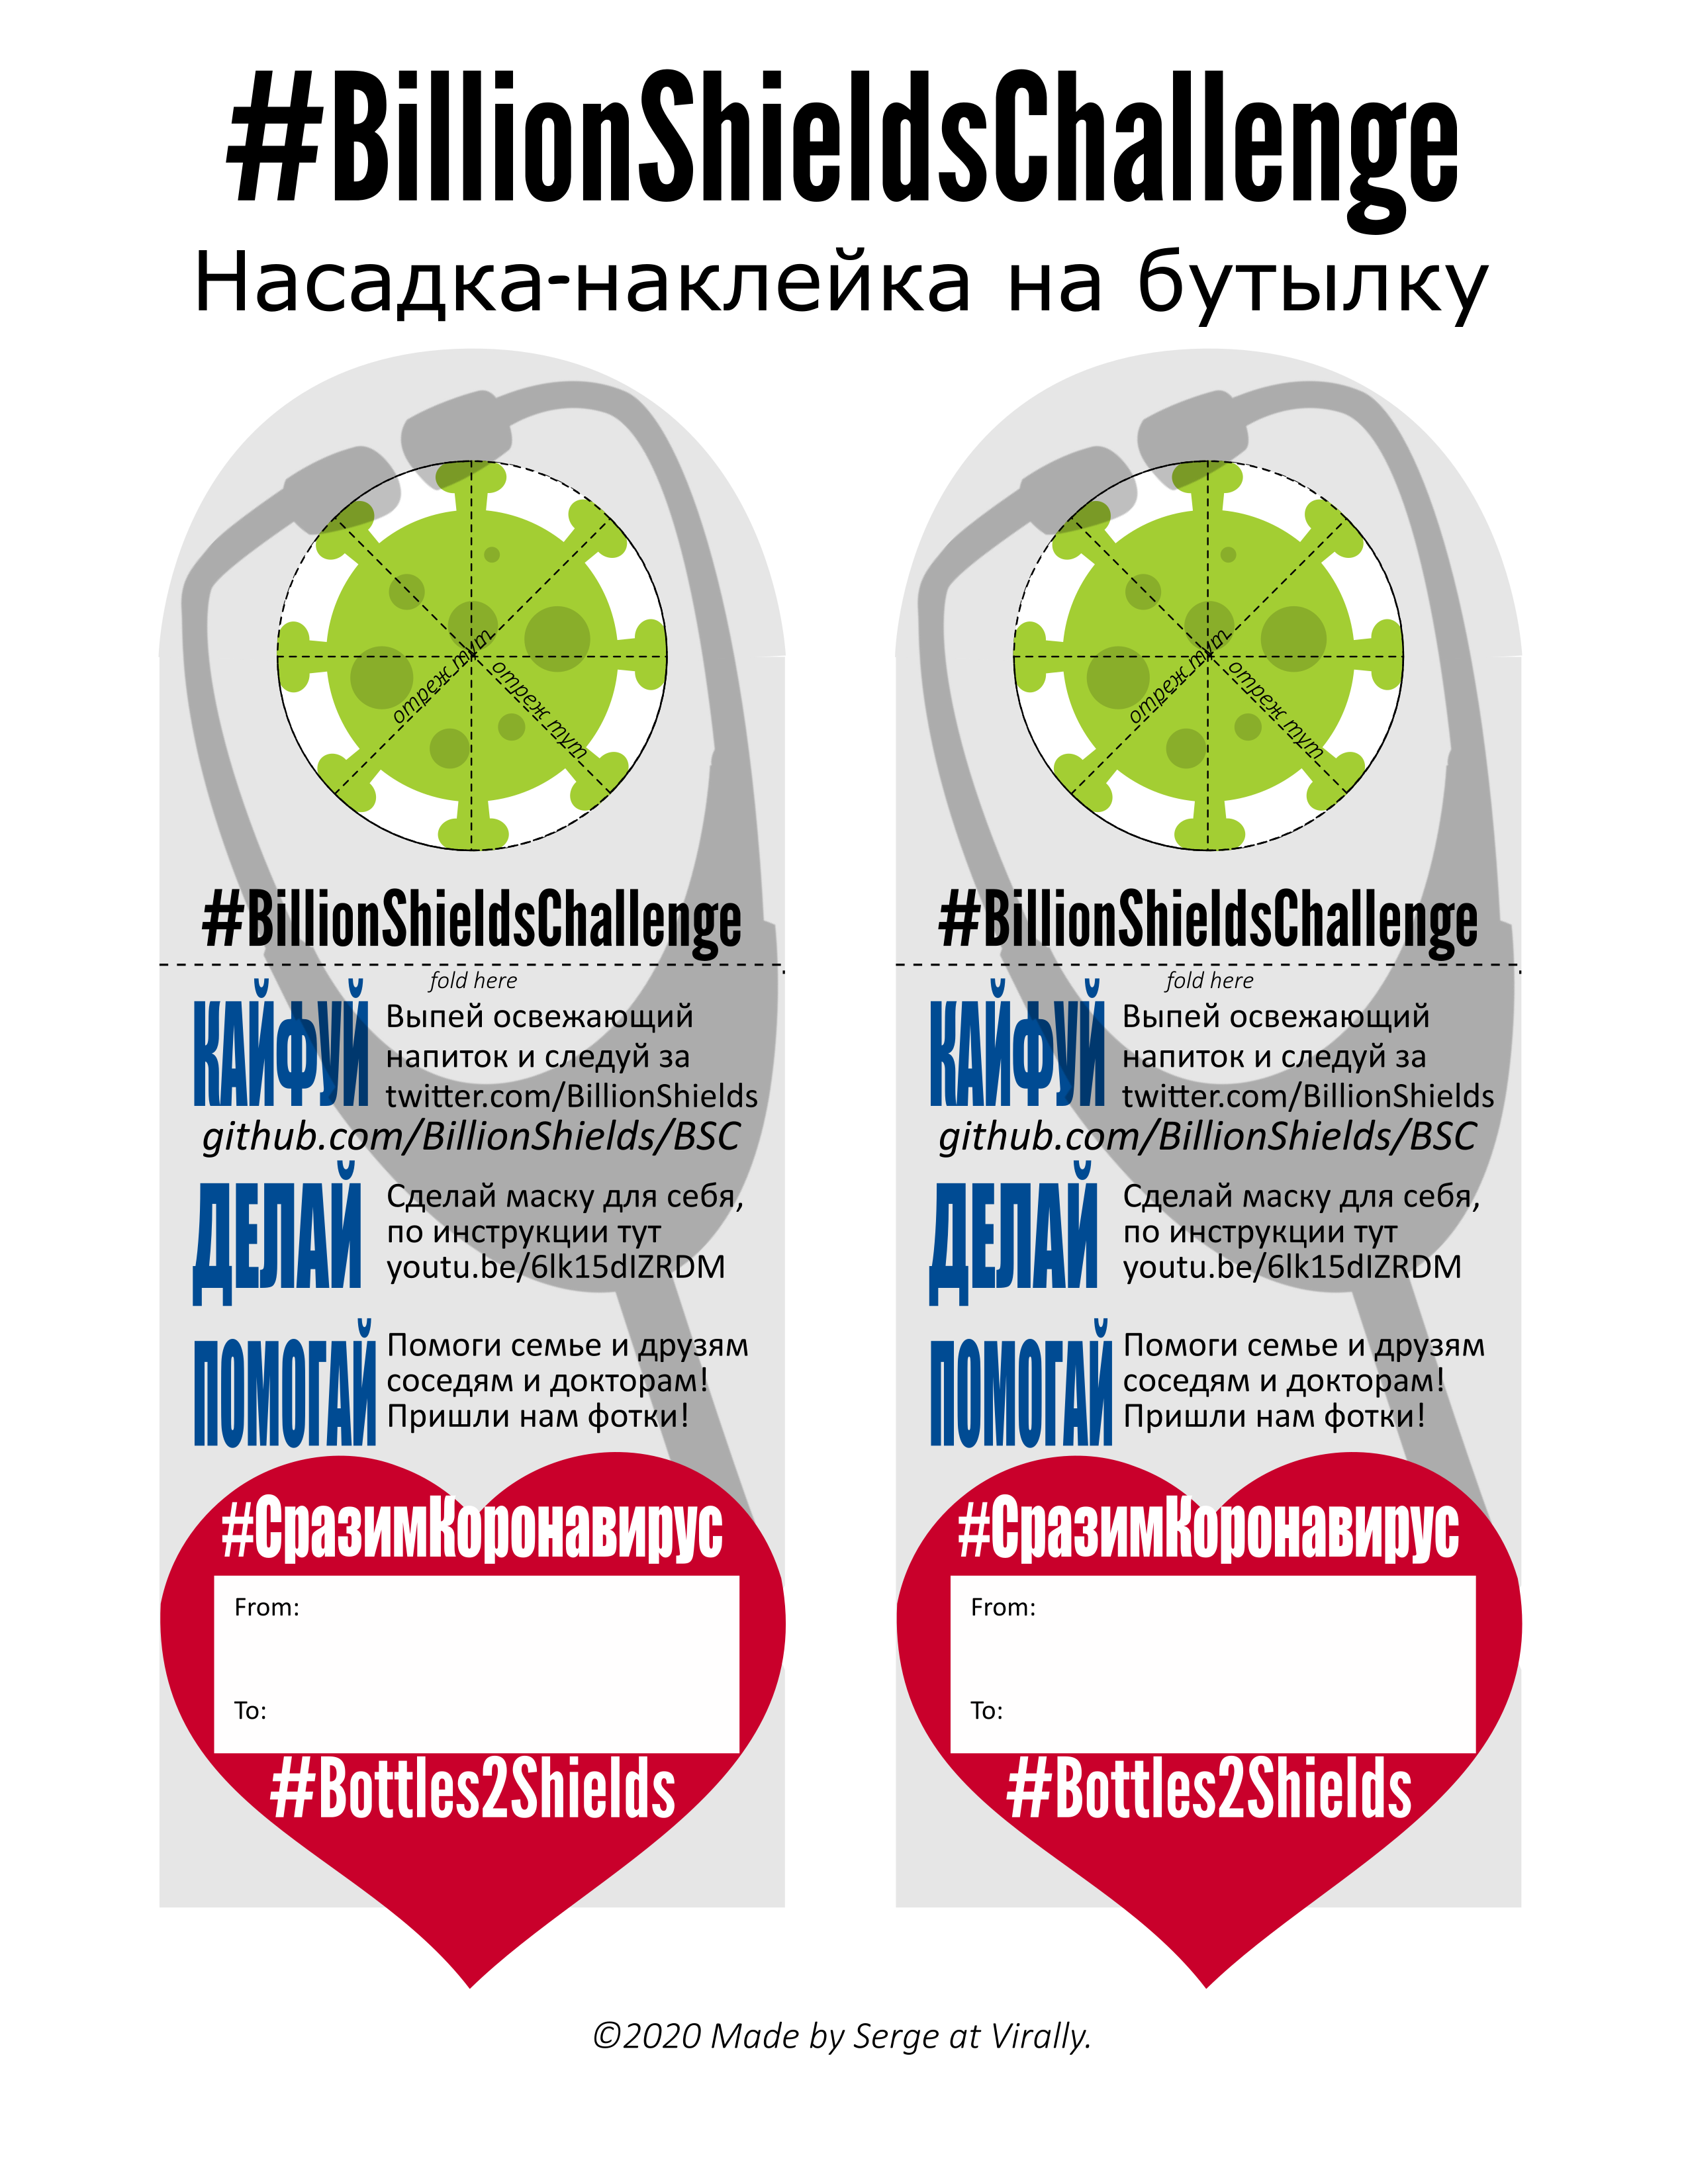 #BillionShieldsChallenge
Насадка-наклейка на бутылку
отреж тут
отреж тут
#BillionShieldsChallenge
fold here
КАЙФУЙ
Выпей освежающий
напиток и следуй за
twitter.com/BillionShields
github.com/BillionShields/BSC
ДЕЛАЙ
Сделай маску для себя,
по инструкции тут
youtu.be/6lk15dIZRDM
ПОМОГАЙ
Помоги семье и друзям
соседям и докторам!
Пришли нам фотки!
#СразимКоронавирус
From:
To:
#Bottles2Shields
отреж тут
отреж тут
#BillionShieldsChallenge
fold here
КАЙФУЙ
Выпей освежающий
напиток и следуй за
twitter.com/BillionShields
github.com/BillionShields/BSC
ДЕЛАЙ
Сделай маску для себя,
по инструкции тут
youtu.be/6lk15dIZRDM
ПОМОГАЙ
Помоги семье и друзям
соседям и докторам!
Пришли нам фотки!
#СразимКоронавирус
From:
To:
#Bottles2Shields
©2020 Made by Serge at Virally.